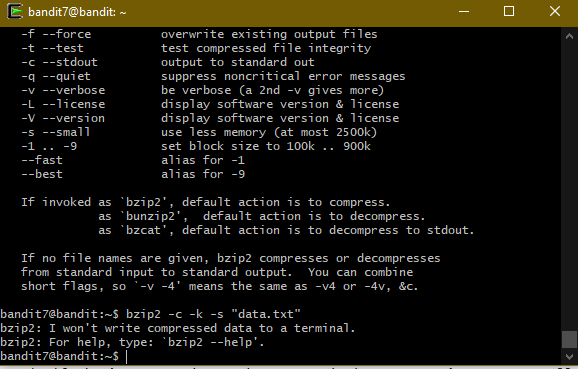 bandit7@bandit: ~
-f --force          overwrite existing output files
-t --test           test compressed file integrity
-c --stdout         output to standard out
-q --quiet          suppress noncritical error messages
-v --verbose        be verbose (a 2nd -v gives more)
-L --license        display software version & license
-V --version        display software version & license
-s --small          use less memory (at most 2500k)
-1 .. -9            set block size to 100k .. 900k
--fast              alias for -1
--best              alias for -9
If invoked as `bzip2', default action is to compress.
as `bunzip2',  default action is to decompress.
as `bzcat', default action is to decompress to stdout.
If no file names are given, bzip2 compresses or decompresses
from standard input to standard output.  You can combine
short flags, so `-v -4' means the same as -v4 or -4v, &c.
bandit7@bandit:~$ bzip2 -c -k -s "data.txt"
bzip2: I won't write compressed data to a terminal.
bzip2: For help, type: `bzip2 --help'.
bandit7@bandit:~$